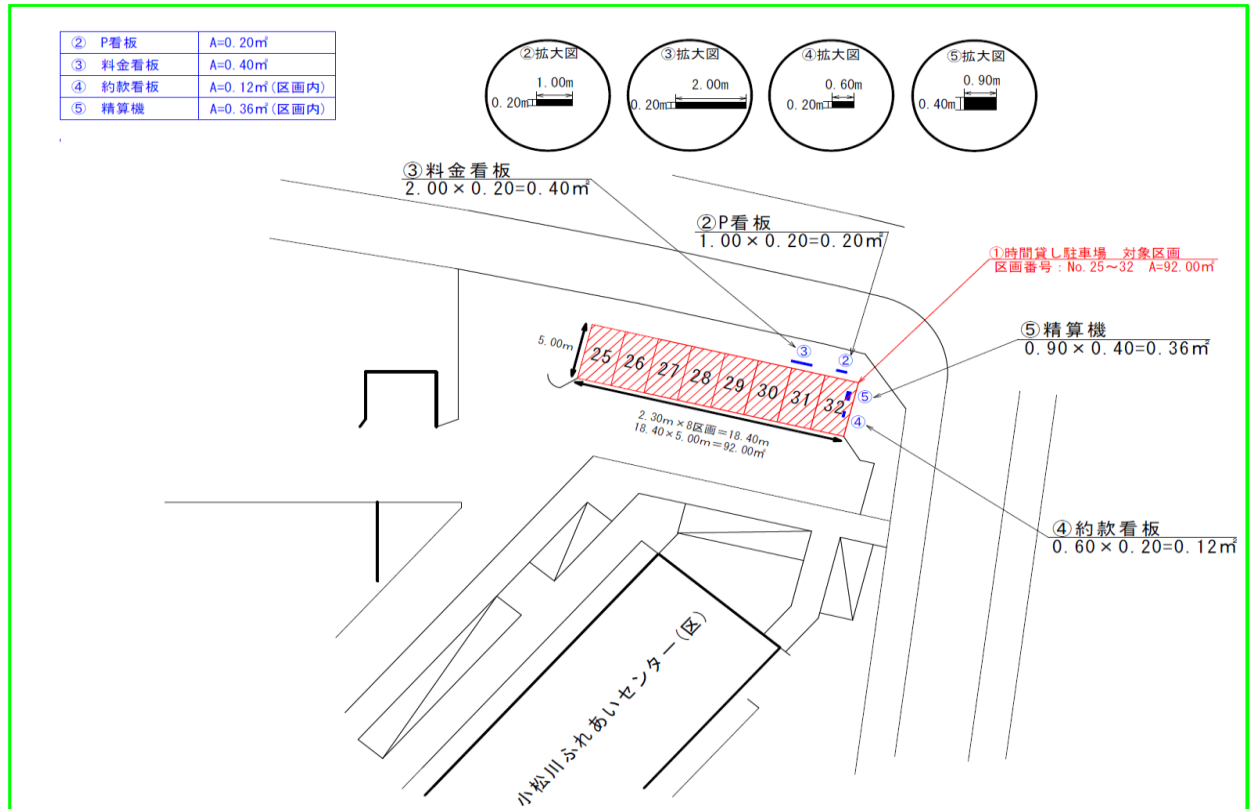 ② P看板 A=0.20㎡
③ 料金看板 A=0.40㎡
④ 約款看板 A=0.12㎡(区画内)
⑤ 精算機 A=0.36㎡(区画内)
②拡大図
1.00m
0.20m
③拡大図
2.00m
0.20m
④拡大図
0.60m
0.20m
⑤拡大図
0.90m
0.40m
③料金看板
2.00×0.20=0.40㎡
②P看板
1.00×0.20=0.20㎡
①時間貸し駐車場 対象区画
区画番号：No.25～32 A=92.00㎡
⑤精算機
0.90×0.40=0.36㎡
④約款看板
0.60×0.20=0.12㎡
5.00m
25 26 27 28 29 30 31 32
③
②
⑤
④
2.30m×8区画=18.40m
18.40×5.00m=92.00㎡
小松川ふれあいセンター(区)